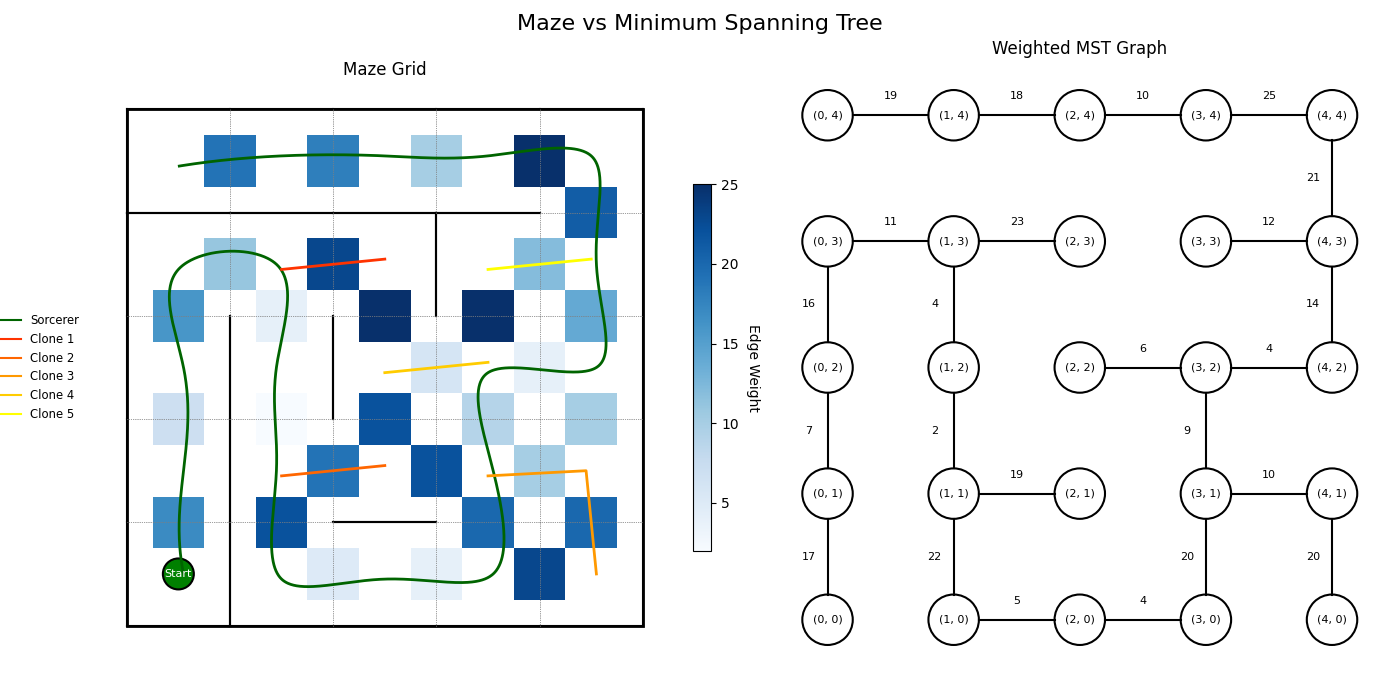 Maze vs Minimum Spanning Tree
Maze Grid
Start
Sorcerer
Clone 1
Clone 2
Clone 3
Clone 4
Clone 5
25
20
15
10
5
Edge Weight
Weighted MST Graph
19 18 10 25
(0, 4) (1, 4) (2, 4) (3, 4) (4, 4)
21
11 23 12
(0, 3) (1, 3) (2, 3) (3, 3) (4, 3)
16 4 14
6 4
(0, 2) (1, 2) (2, 2) (3, 2) (4, 2)
7 2 9
19 10
(0, 1) (1, 1) (2, 1) (3, 1) (4, 1)
17 22 20 20
5 4
(0, 0) (1, 0) (2, 0) (3, 0) (4, 0)